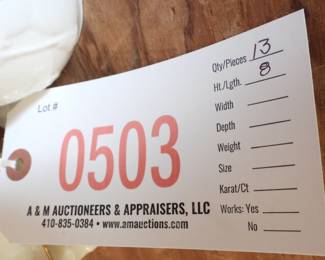 Lot #
0503
A & M AUCTIONEERS & APPRAISERS, LLC
410-835-0384 • www.amauctions.com
Qty/Pieces 13
Ht./Lgth. 8
Width
Depth
Weight
Size
Karat/Ct
Works: Yes
No